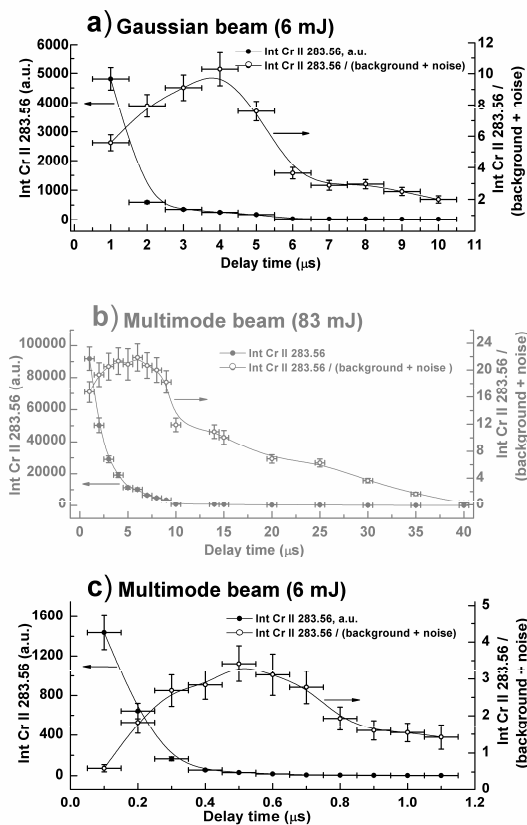 a) Gaussian beam (6 mJ)
Int Cr II 283.56, a.u.
Int Cr II 283.56 / (background + noise)
Int Cr II 283.56 (a.u.)
6000
5000
4000
3000
2000
1000
0
12
10
8
6
4
2
Int Cr II 283.56 /
(background + noise)
0 1 2 3 4 5 6 7 8 9 10 11
Delay time (μs)
b) Multimode beam (83 mJ)
Int Cr II 283.56
Int Cr II 283.56 / (background + noise )
Int Cr II 283.56 (a.u.)
100000
80000
60000
40000
20000
0
24
20
16
12
8
4
0
Int Cr II 283.56 /
(background + noise)
0 5 10 15 20 25 30 35 40
Delay time (μs)
c) Multimode beam (6 mJ)
Int Cr II 283.56, a.u.
Int Cr II 283.56 / (background + noise)
Int Cr II 283.56 (a.u.)
1600
1200
800
400
0
5
4
3
2
1
0
Int Cr II 283.56 /
(background + noise)
0.0 0.2 0.4 0.6 0.8 1.0 1.2
Delay time (μs)